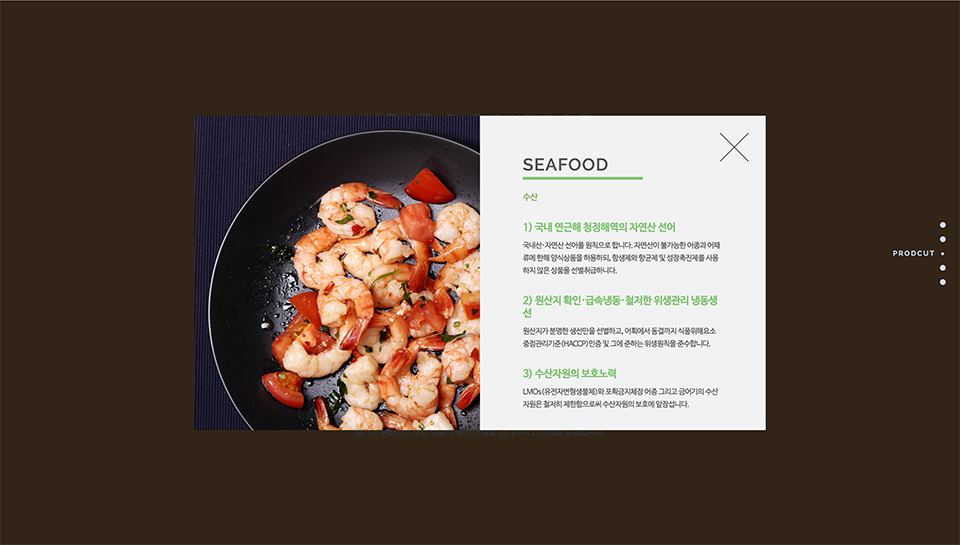 SEAFOOD
수산
1) 국내 연근해 청정해역의 자연산 선어
국내산·자연산 선어를 원칙으로 합니다. 자연산이 불가능한 어종과 어패
류에 한해 양식상품을 허용하되, 항생제와 항균제 및 성장촉진제를 사용
하지 않은 상품을 선별취급하니다.
2) 원산지 확인·급속냉동·철저한 위생관리 냉동생
선
원산지가 분명한 생선만을 선별하고, 어획에서 동결까지 식품위해요소
중점관리기준(HACCP) 인증 및 그에 준하는 위생원칙을 준수합니다.
3) 수산자원의 보호노력
LMOs(유전자변형생물체)와 포획금지체장 어종 그리고 금어기의 수산
자원은 철저히 제한함으로써 수산자원의 보호에 앞장섭니다.
PRODCUT